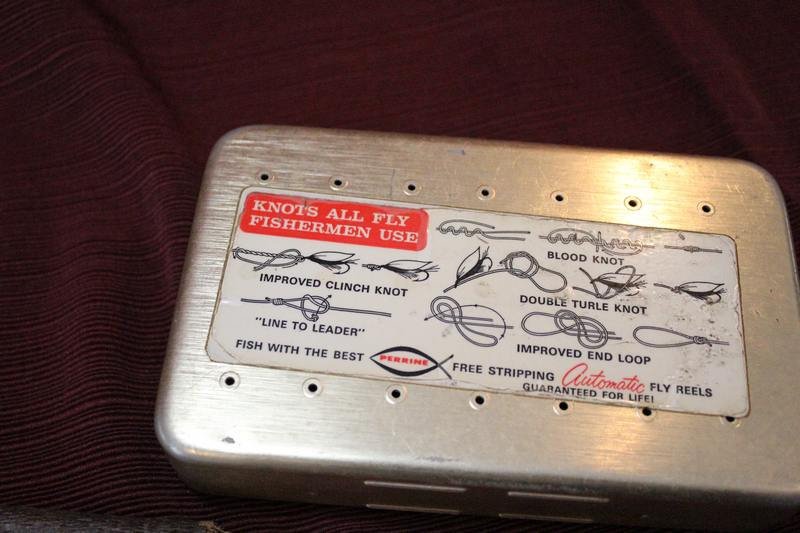 KNOTS ALL FLY
FISHERMEN USE
BLOOD KNOT
IMPROVED CLINCH KNOT
DOUBLE TURLE KNOT
"LINE TO LEADER"
IMPROVED END LOOP
FISH WITH THE BEST PERRINE FREE STRIPPING Automatic FLY REELS
GUARANTEED FOR LIFE!